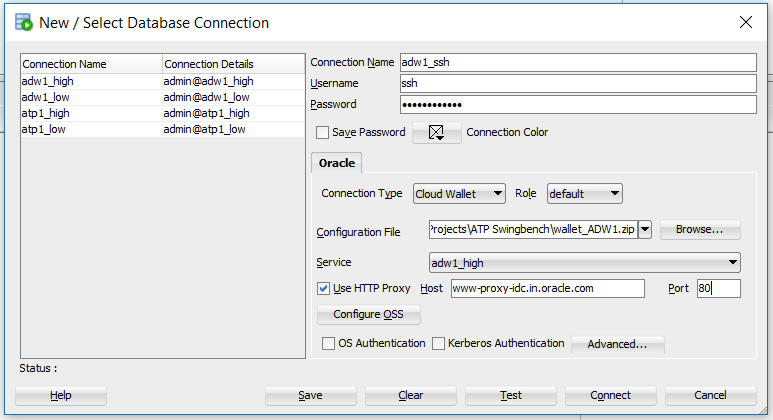 New / Select Database Connection
Connection Name Connection Details
admin@adw1_high adw1_high
adw1_low admin@adw1_low
atp1_high admin@atp1_high
atp1_low admin@atp1_low
Connection Name adw1_ssh
Username ssh
Password ••••••••••••
Save Password Connection Color
Oracle
Connection Type Cloud Wallet Role default
Configuration File Projects\ATP Swingbench\wallet_ADW1.zip Browse...
Service adw1_high
Use HTTP Proxy Host www-proxy-idc.in.oracle.com Port 80
Configure OSS
OS Authentication Kerberos Authentication Advanced...
Status :
Help Save Clear Test Connect Cancel